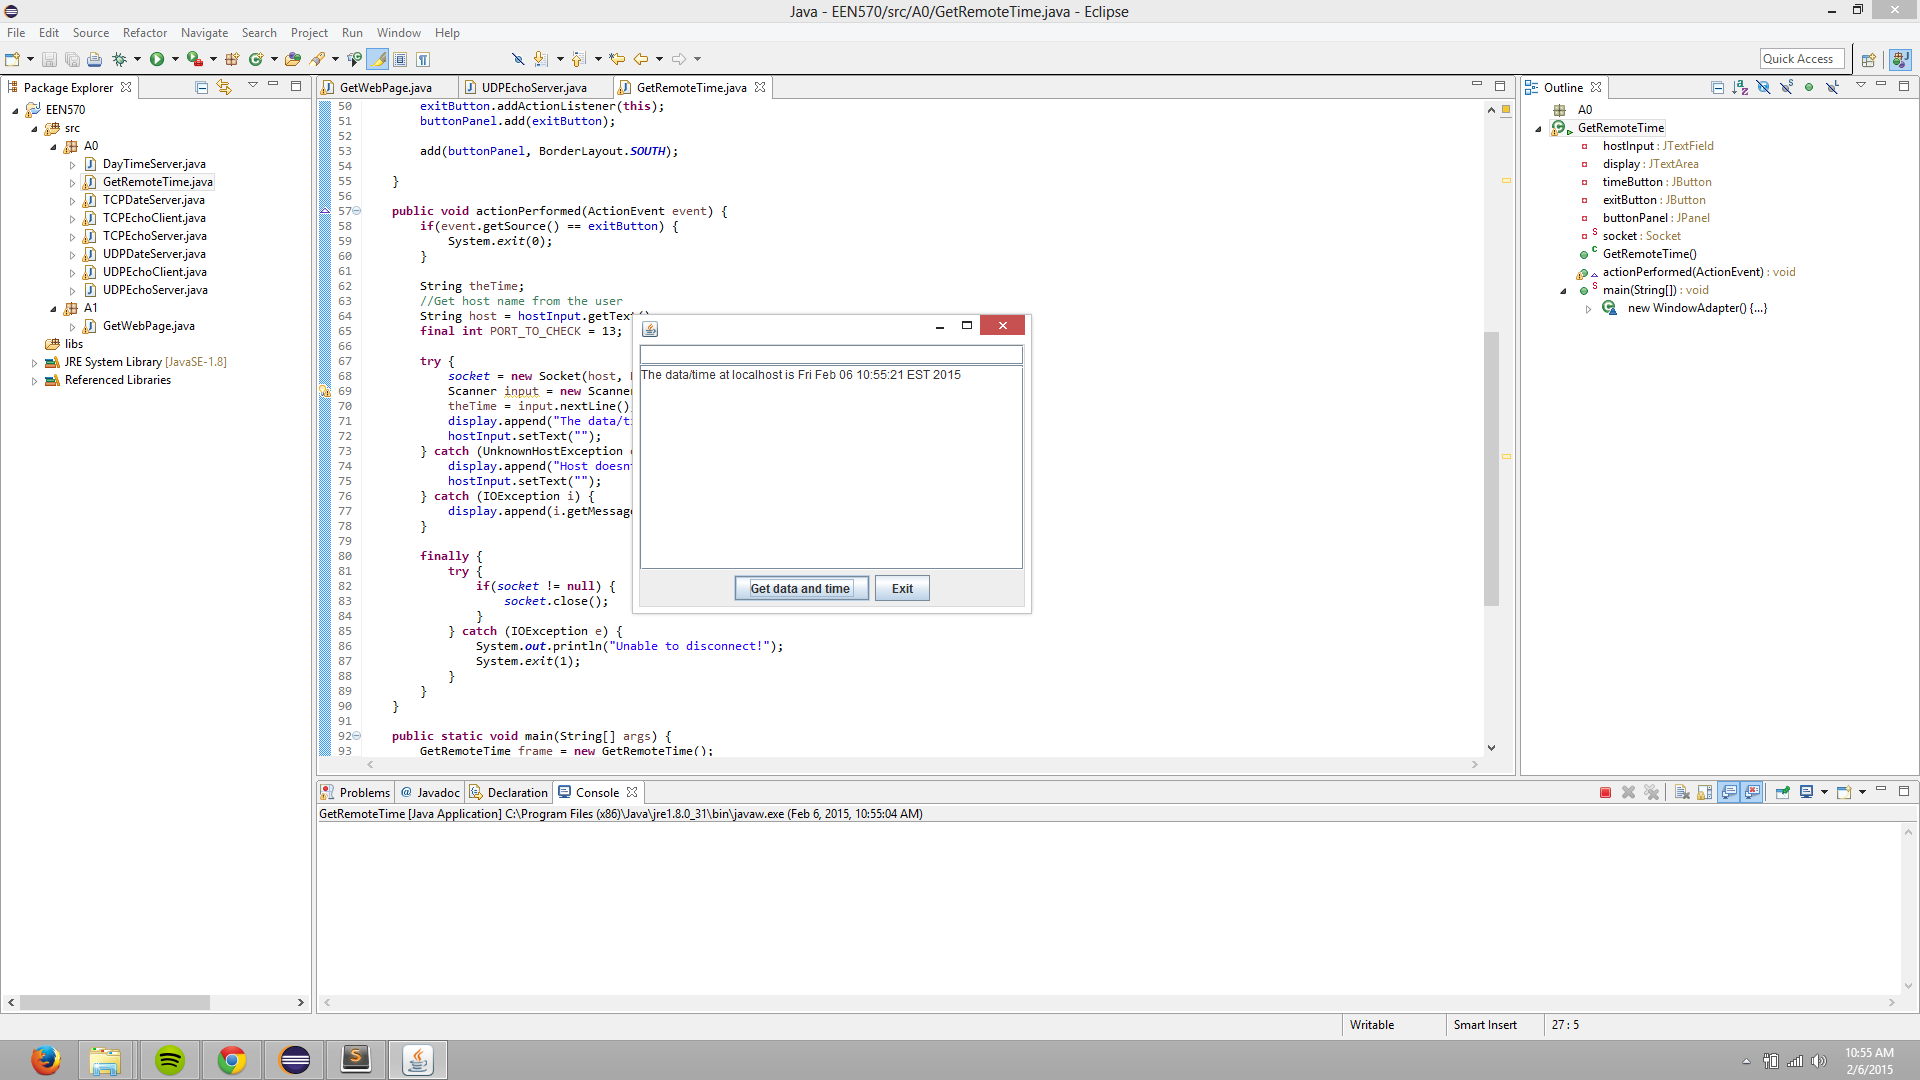 Java - EEN570/src/A0/GetRemoteTime.java - Eclipse
File Edit Source Refactor Navigate Search Project Run Window Help
Quick Access
Package Explorer
EEN570
src
A0
DayTimeServer.java
GetRemoteTime.java
TCPDateServer.java
TCPEchoClient.java
TCPEchoServer.java
UDPDateServer.java
UDPEchoClient.java
UDPEchoServer.java
A1
GetWebPage.java
libs
JRE System Library [JavaSE-1.8]
Referenced Libraries
GetWebPage.java UDPEchoServer.java GetRemoteTime.java
50 exitButton.addActionListener(this);
51 buttonPanel.add(exitButton);
52
53 add(buttonPanel, BorderLayout.SOUTH);
54
55 }
56
57 public void actionPerformed(ActionEvent event) {
58 if(event.getSource() == exitButton) {
59 System.exit(0);
60 }
61
62 String theTime;
63 //Get host name from the user
64 String host = hostInput.getText()
65 final int PORT_TO_CHECK = 13;
66
67 try {
68 socket = new Socket(host,
69 Scanner input = new Scanner
70 theTime = input.nextLine()
71 display.append("The data/t
72 hostInput.setText("");
73 } catch (UnknownHostException
74 display.append("Host doesn
75 hostInput.setText("");
76 } catch (IOException i) {
77 display.append(i.getMessage
78 }
79
80 finally {
81 try {
82 if(socket != null) {
83 socket.close();
84 }
85 } catch (IOException e) {
86 System.out.println("Unable to disconnect!");
87 System.exit(1);
88 }
89 }
90 }
91
92 public static void main(String[] args) {
93 GetRemoteTime frame = new GetRemoteTime();
The data/time at localhost is Fri Feb 06 10:55:21 EST 2015
Get data and time Exit
Outline
A0
GetRemoteTime
hostInput : JTextField
display : JTextArea
timeButton : JButton
exitButton : JButton
buttonPanel : JPanel
socket : Socket
GetRemoteTime()
actionPerformed(ActionEvent) : void
main(String[]) : void
new WindowAdapter() {...}
Problems Javadoc Declaration Console
GetRemoteTime [Java Application] C:\Program Files (x86)\Java\jre1.8.0_31\bin\javaw.exe (Feb 6, 2015, 10:55:04 AM)
Writable Smart Insert 27 : 5
10:55 AM
2/6/2015